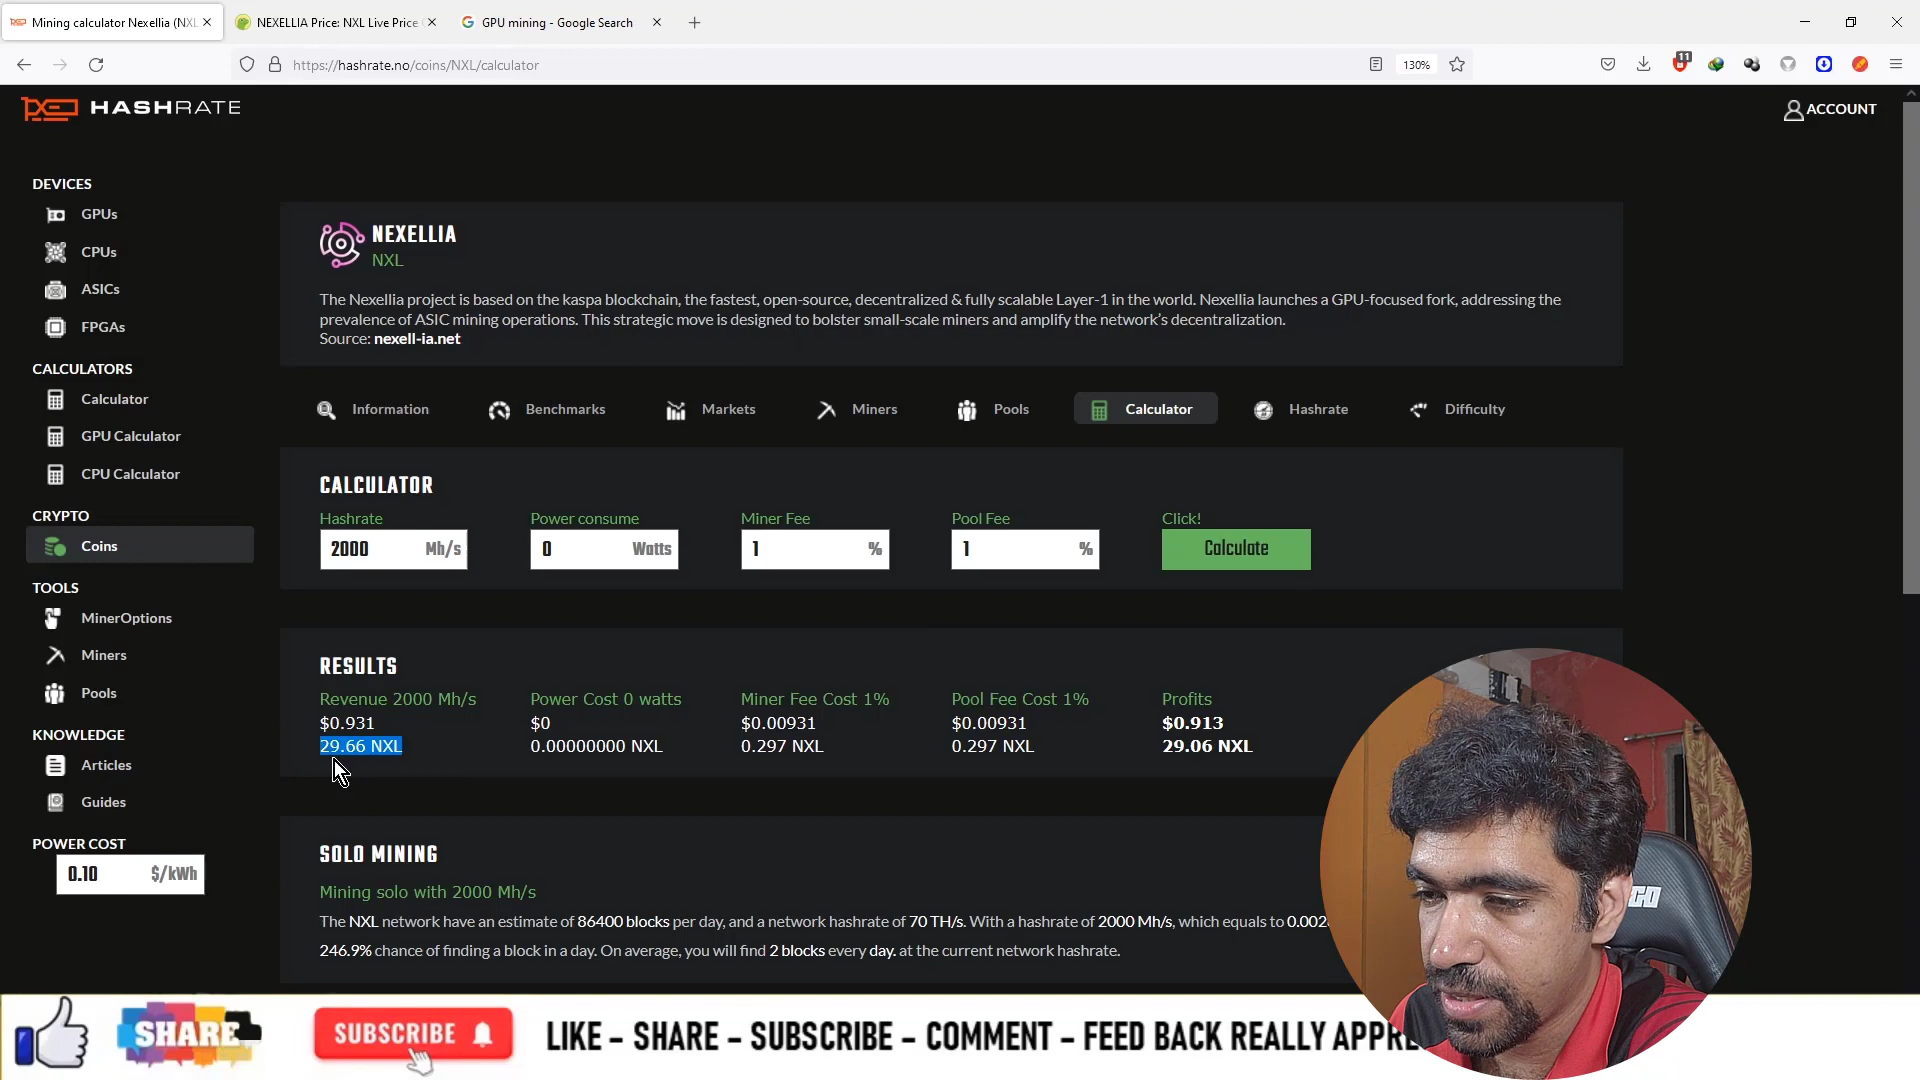 Mining calculator Nexellia (NXL
NEXELLIA Price: NXL Live Price
GPU mining - Google Search
https://hashrate.no/coins/NXL/calculator
130%
11
HASHRATE
ACCOUNT
DEVICES
GPUs
CPUs
ASICs
FPGAs
CALCULATORS
Calculator
GPU Calculator
CPU Calculator
CRYPTO
Coins
TOOLS
MinerOptions
Miners
Pools
KNOWLEDGE
Articles
Guides
POWER COST
0.10 $/kWh
NEXELLIA
NXL
The Nexellia project is based on the kaspa blockchain, the fastest, open-source, decentralized & fully scalable Layer-1 in the world. Nexellia launches a GPU-focused fork, addressing the
prevalence of ASIC mining operations. This strategic move is designed to bolster small-scale miners and amplify the network's decentralization.
Source: nexell-ia.net
Information Benchmarks Markets Miners Pools Calculator Hashrate Difficulty
CALCULATOR
Hashrate Power consume Miner Fee Pool Fee Click!
2000 Mh/s 0 Watts 1 % 1 % Calculate
RESULTS
Revenue 2000 Mh/s Power Cost 0 watts Miner Fee Cost 1% Pool Fee Cost 1% Profits
$0.931 $0 $0.00931 $0.00931 $0.913
29.66 NXL 0.00000000 NXL 0.297 NXL 0.297 NXL 29.06 NXL
SOLO MINING
Mining solo with 2000 Mh/s
The NXL network have an estimate of 86400 blocks per day, and a network hashrate of 70 TH/s. With a hashrate of 2000 Mh/s, which equals to
246.9% chance of finding a block in a day. On average, you will find 2 blocks every day. at the current network hashrate.
SHARE
SUBSCRIBE
LIKE – SHARE – SUBSCRIBE – COMMENT – FEED BACK REALLY